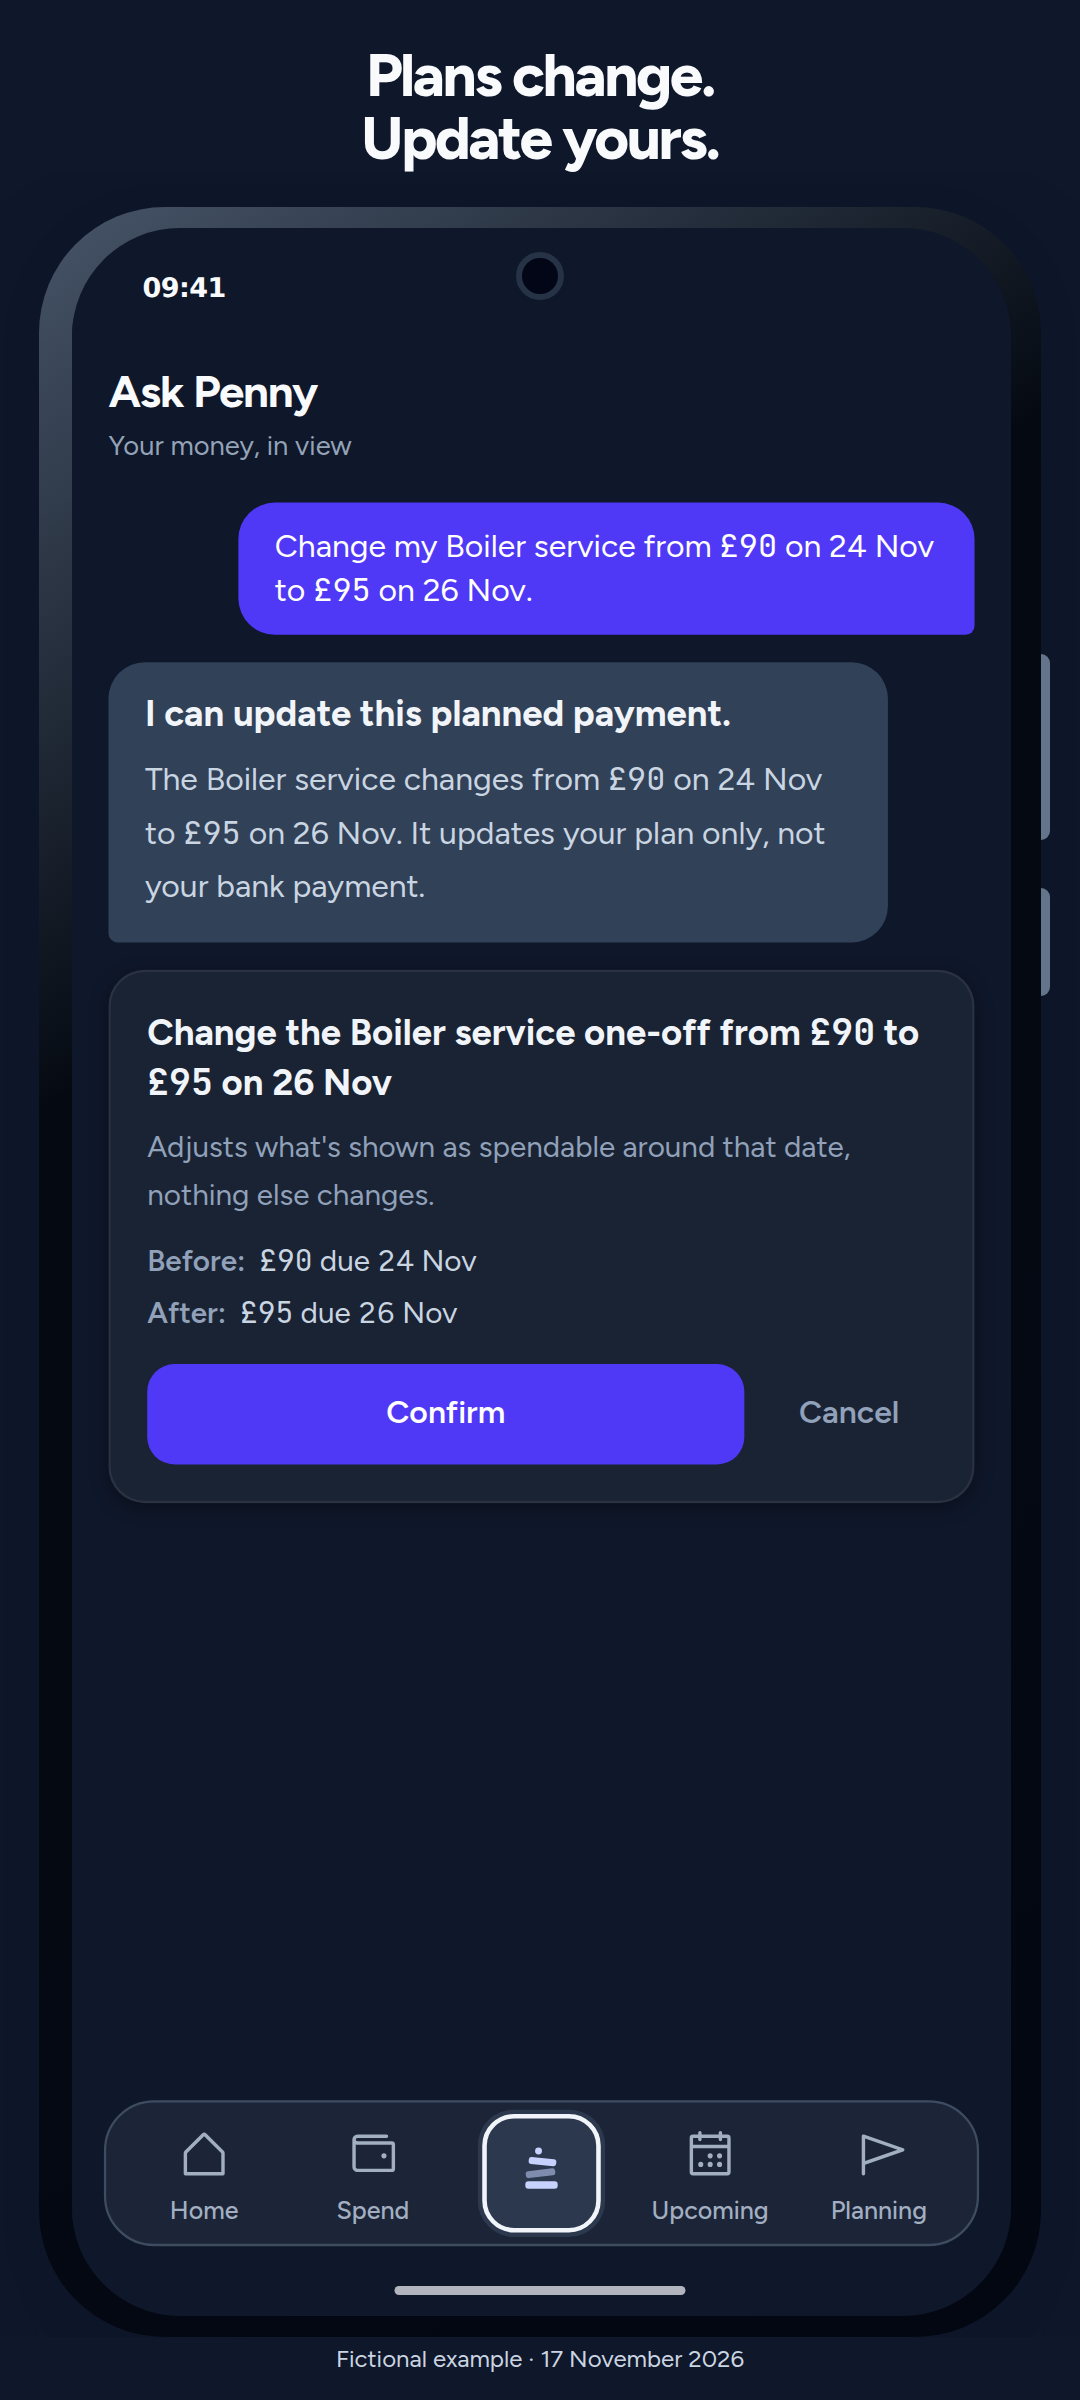 Plans change.
Update yours.
09:41
Ask Penny
Your money, in view
Change my Boiler service from £90 on 24 Nov
to £95 on 26 Nov.
I can update this planned payment.
The Boiler service changes from £90 on 24 Nov
to £95 on 26 Nov. It updates your plan only, not
your bank payment.
Change the Boiler service one-off from £90 to
£95 on 26 Nov
Adjusts what's shown as spendable around that date,
nothing else changes.
Before: £90 due 24 Nov
After: £95 due 26 Nov
Confirm
Cancel
Home
Spend
Upcoming
Planning
Fictional example · 17 November 2026